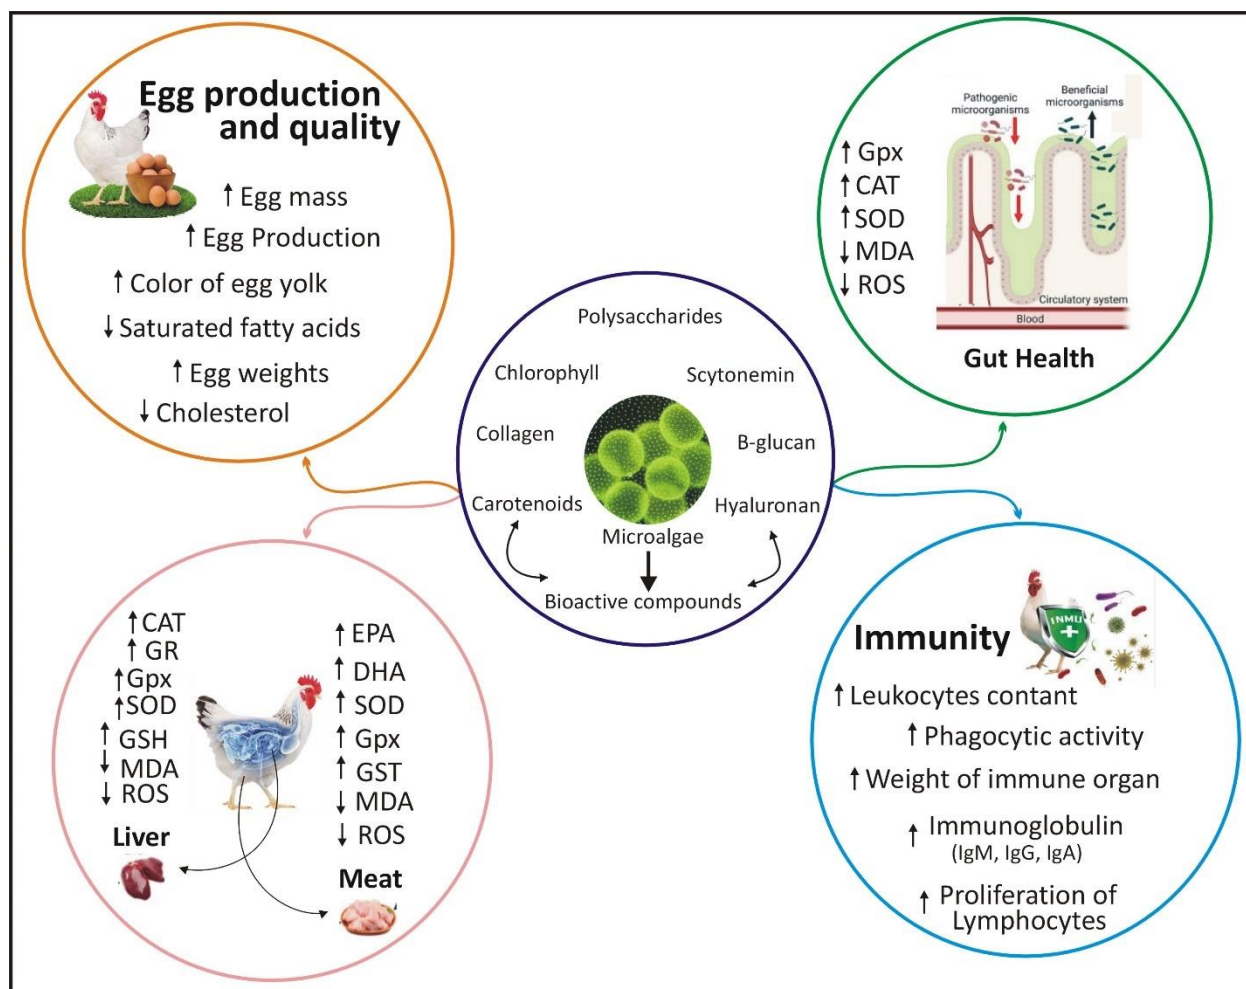 Egg production
and quality
↑ Egg mass
↑ Egg Production
↑ Color of egg yolk
↓ Saturated fatty acids
↑ Egg weights
↓ Cholesterol
Pathogenic
microorganisms
Beneficial
microorganisms
↑ Gpx
↑ CAT
↑ SOD
↓ MDA
↓ ROS
Circulatory system
Blood
Gut Health
Polysaccharides
Chlorophyll
Scytonemin
Collagen
B-glucan
Carotenoids
Hyaluronan
Microalgae
Bioactive compounds
↑ CAT
↑ GR
↑ Gpx
↑ SOD
↑ GSH
↓ MDA
↓ ROS
Liver
↑ EPA
↑ DHA
↑ SOD
↑ Gpx
↑ GST
↓ MDA
↓ ROS
Meat
INMU
Immunity
↑ Leukocytes contant
↑ Phagocytic activity
↑ Weight of immune organ
↑ Immunoglobulin
(IgM, IgG, IgA)
↑ Proliferation of
Lymphocytes